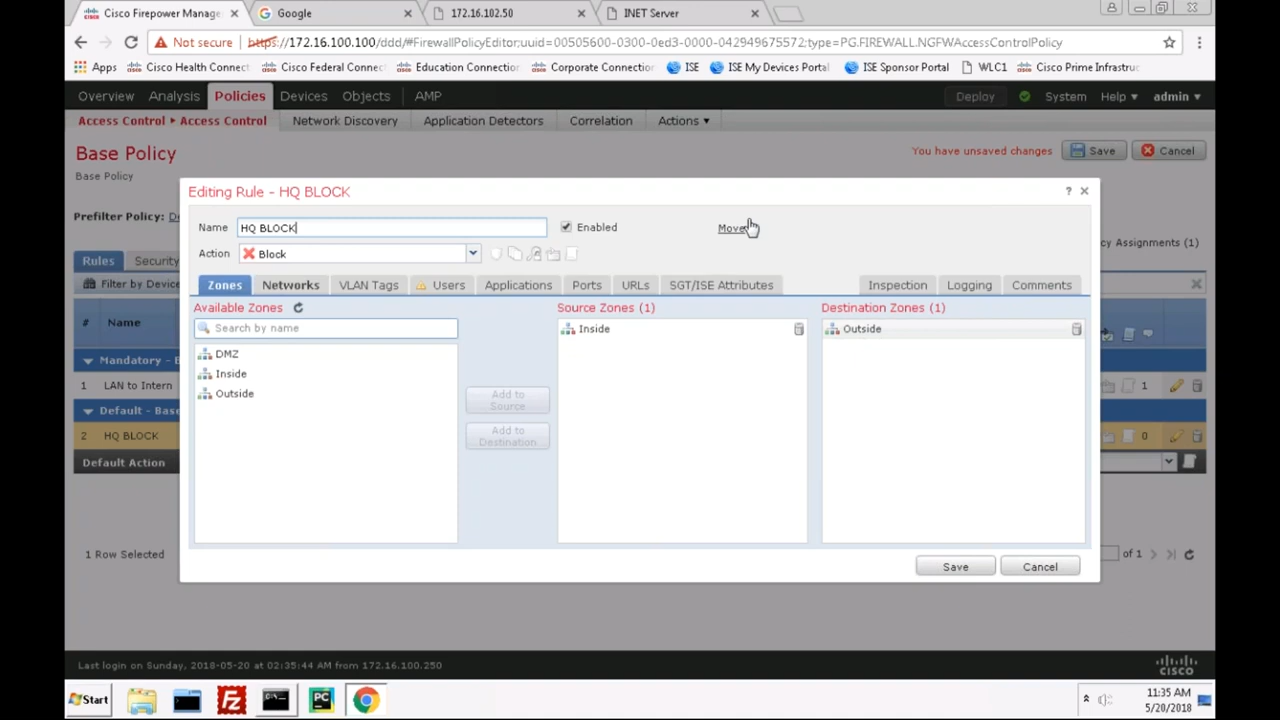 Cisco Firepower Manage
Google
172.16.102.50
INET Server
Not secure https://172.16.100.100/ddd/#FirewallPolicyEditor;uuid=00505600-0300-0ed3-0000-042949675572;type=PG.FIREWALL.NGFWAccessControlPolicy
Apps Cisco Health Connect Cisco Federal Connec Education Connection Corporate Connection ISE ISE My Devices Portal ISE Sponsor Portal WLC1 Cisco Prime Infrastruc
Overview Analysis Policies Devices Objects AMP Deploy System Help admin
Access Control Access Control Network Discovery Application Detectors Correlation Actions
Base Policy You have unsaved changes Save Cancel
Base Policy
Editing Rule - HQ BLOCK ?
Prefilter Policy: D
Name HQ BLOCK Enabled Move
cy Assignments (1)
Action Block
Rules Security
Filter by Device
Zones Networks VLAN Tags Users Applications Ports URLs SGT/ISE Attributes Inspection Logging Comments
Available Zones Source Zones (1) Destination Zones (1)
# Name
Search by name Inside Outside
DMZ
Inside
Outside
Mandatory - B
1 LAN to Intern 1
Add to Source
Default - Base
2 HQ BLOCK 0
Add to Destination
Default Action
1 Row Selected of 1
Save Cancel
Last login on Sunday, 2018-05-20 at 02:35:44 AM from 172.16.100.250
CISCO
Start
Fz
PC
11:35 AM
5/20/2018